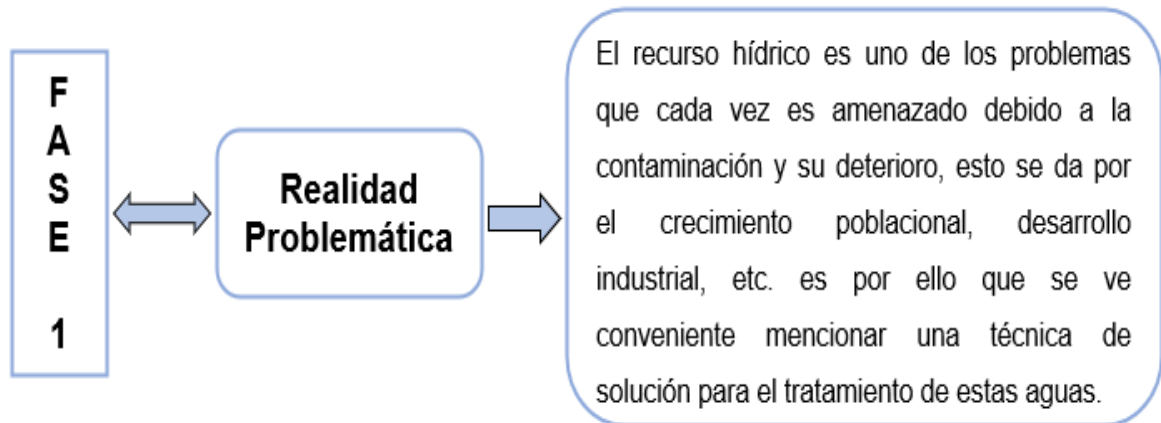 F
A
S
E
1
Realidad
Problemática
El recurso hídrico es uno de los problemas
que cada vez es amenazado debido a la
contaminación y su deterioro, esto se da por
el crecimiento poblacional, desarrollo
industrial, etc. es por ello que se ve
conveniente mencionar una técnica de
solución para el tratamiento de estas aguas.